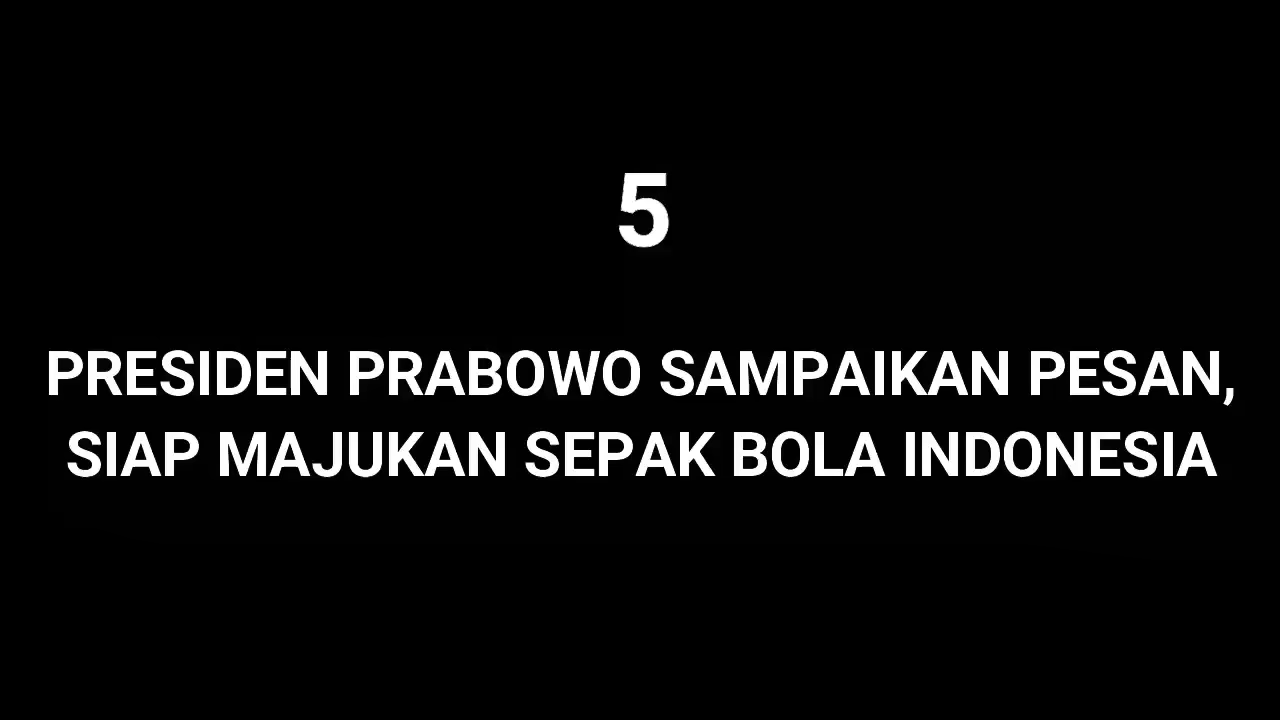 5
PRESIDEN PRABOWO SAMPAIKAN PESAN,
SIAP MAJUKAN SEPAK BOLA INDONESIA